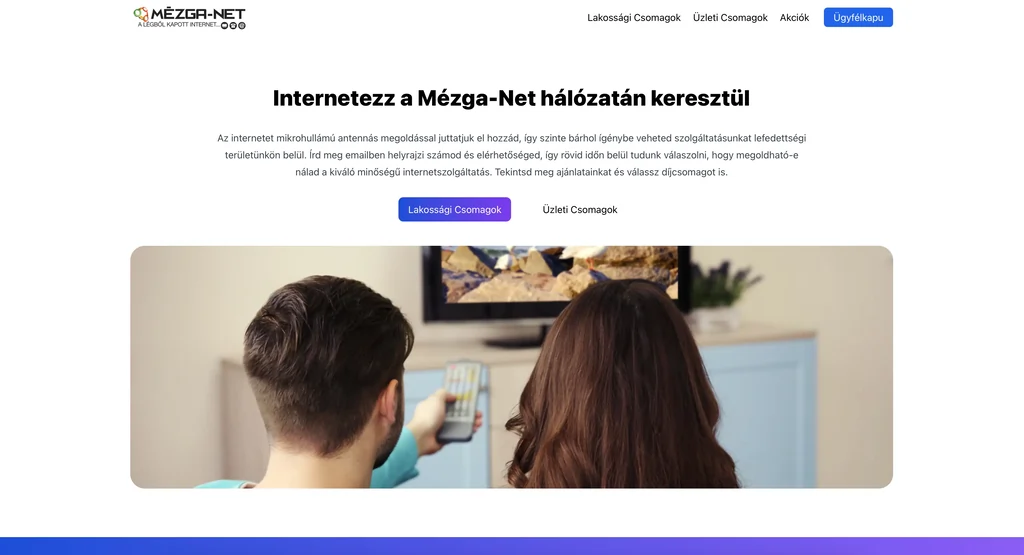 MÉZGA-NET
A LÉGBŐL KAPOTT INTERNET...
Lakossági Csomagok
Üzleti Csomagok
Akciók
Ügyfélkapu
Internetezz a Mézga-Net hálózatán keresztül
Az internetet mikrohullámú antennás megoldással juttatjuk el hozzád, így szinte bárhol igénybe veheted szolgáltatásunkat lefedettségi
területünkön belül. Írd meg emailben helyrajzi számod és elérhetőséged, így rövid időn belül tudunk válaszolni, hogy megoldható-e
nálad a kiváló minőségű internetszolgáltatás. Tekintsd meg ajánlatainkat és válassz díjcsomagot is.
Lakossági Csomagok
Üzleti Csomagok